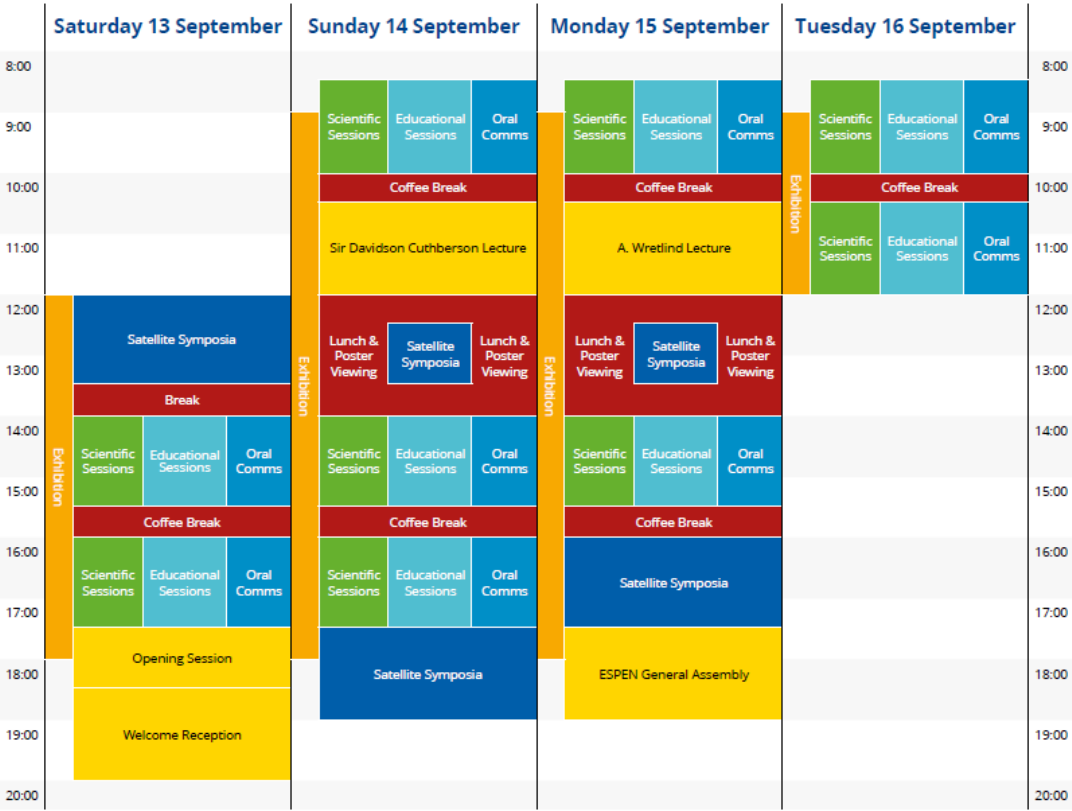 Saturday 13 September
Sunday 14 September
Monday 15 September
Tuesday 16 September
8:00
9:00
10:00
11:00
12:00
13:00
14:00
15:00
16:00
17:00
18:00
19:00
20:00
Exhibition
Satellite Symposia
Break
Scientific
Sessions
Educational
Sessions
Oral
Comms
Coffee Break
Scientific
Sessions
Educational
Sessions
Oral
Comms
Opening Session
Welcome Reception
Exhibition
Scientific
Sessions
Educational
Sessions
Oral
Comms
Coffee Break
Sir Davidson Cuthberson Lecture
Lunch &
Poster
Viewing
Satellite
Symposia
Lunch &
Poster
Viewing
Scientific
Sessions
Educational
Sessions
Oral
Comms
Coffee Break
Scientific
Sessions
Educational
Sessions
Oral
Comms
Satellite Symposia
Exhibition
Scientific
Sessions
Educational
Sessions
Oral
Comms
Coffee Break
A. Wretlind Lecture
Lunch &
Poster
Viewing
Satellite
Symposia
Lunch &
Poster
Viewing
Scientific
Sessions
Educational
Sessions
Oral
Comms
Coffee Break
Satellite Symposia
ESPEN General Assembly
Exhibition
Scientific
Sessions
Educational
Sessions
Oral
Comms
Coffee Break
Scientific
Sessions
Educational
Sessions
Oral
Comms
8:00
9:00
10:00
11:00
12:00
13:00
14:00
15:00
16:00
17:00
18:00
19:00
20:00